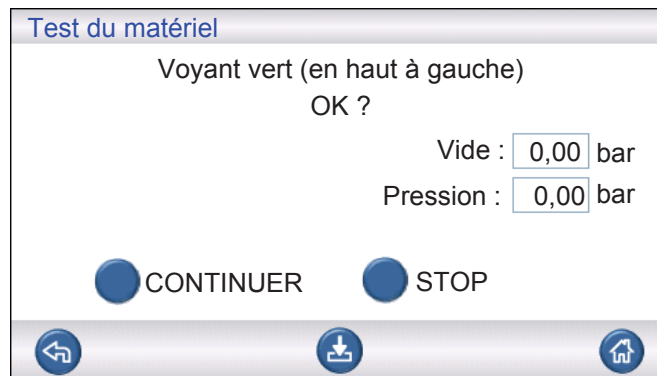 Test du matériel
Voyant vert (en haut à gauche)
OK ?
Vide : 0,00 bar
Pression : 0,00 bar
CONTINUER STOP